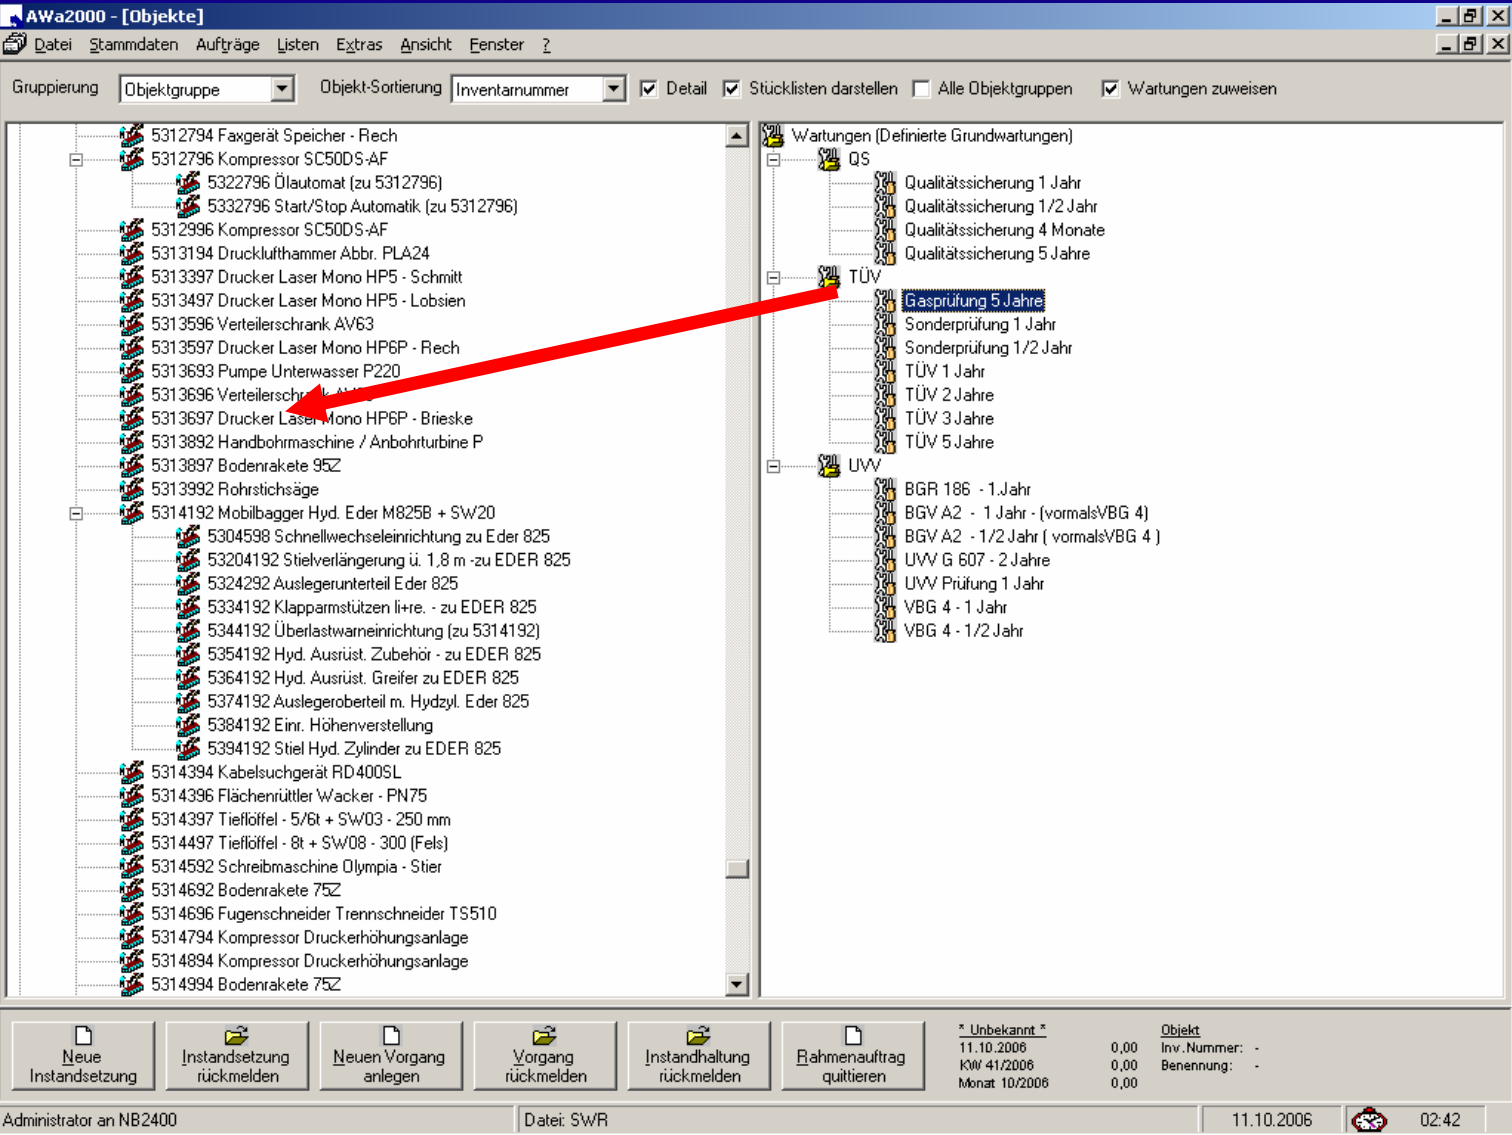 AWa2000 - [Objekte]
Datei Stammdaten Aufträge Listen Extras Ansicht Fenster ?
Gruppierung Objektgruppe Objekt-Sortierung Inventarnummer Detail Stücklisten darstellen Alle Objektgruppen Wartungen zuweisen
5312794 Faxgerät Speicher - Rech
5312796 Kompressor SC50DS-AF
5322796 Ölautomat (zu 5312796)
5332796 Start/Stop Automatik (zu 5312796)
5312996 Kompressor SC50DS-AF
5313194 Drucklufthammer Abbr. PLA24
5313397 Drucker Laser Mono HP5 - Schmitt
5313497 Drucker Laser Mono HP5 - Lobsien
5313596 Verteilerschrank AV63
5313597 Drucker Laser Mono HP6P - Rech
5313693 Pumpe Unterwasser P220
5313696 Verteilerschrank
5313697 Drucker Laser Mono HP6P - Brieske
5313892 Handbohrmaschine / Anbohrturbine P
5313897 Bodenrakete 95Z
5313992 Rohrstichsäge
5314192 Mobilbagger Hyd. Eder M825B + SW20
5304598 Schnellwechseleinrichtung zu Eder 825
53204192 Stielverlängerung ü. 1,8 m -zu EDER 825
5324292 Auslegerunterteil Eder 825
5334192 Klapparmstützen li+re. - zu EDER 825
5344192 Überlastwarneinrichtung (zu 5314192)
5354192 Hyd. Ausrüst. Zubehör - zu EDER 825
5364192 Hyd. Ausrüst. Greifer zu EDER 825
5374192 Auslegeroberteil m. Hydzyl. Eder 825
5384192 Einr. Höhenverstellung
5394192 Stiel Hyd. Zylinder zu EDER 825
5314394 Kabelsuchgerät RD400SL
5314396 Flächenrüttler Wacker - PN75
5314397 Tieflöffel - 5/6t + SW03 - 250 mm
5314497 Tieflöffel - 8t + SW08 - 300 (Fels)
5314592 Schreibmaschine Olympia - Stier
5314692 Bodenrakete 75Z
5314696 Fugenschneider Trennschneider TS510
5314794 Kompressor Druckerhöhungsanlage
5314894 Kompressor Druckerhöhungsanlage
5314994 Bodenrakete 75Z
Wartungen (Definierte Grundwartungen)
QS
Qualitätssicherung 1 Jahr
Qualitätssicherung 1/2 Jahr
Qualitätssicherung 4 Monate
Qualitätssicherung 5 Jahre
TÜV
Gasprüfung 5 Jahre
Sonderprüfung 1 Jahr
Sonderprüfung 1/2 Jahr
TÜV 1 Jahr
TÜV 2 Jahre
TÜV 3 Jahre
TÜV 5 Jahre
UVV
BGR 186 - 1.Jahr
BGV A2 - 1 Jahr - (vormalsVBG 4)
BGV A2 - 1/2 Jahr ( vormalsVBG 4 )
UVV G 607 - 2 Jahre
UVV Prüfung 1 Jahr
VBG 4 - 1 Jahr
VBG 4 - 1/2 Jahr
Neue
Instandsetzung
Instandsetzung
rückmelden
Neuen Vorgang
anlegen
Vorgang
rückmelden
Instandhaltung
rückmelden
Rahmenauftrag
quittieren
* Unbekannt *
11.10.2006 0,00
KW 41/2006 0,00
Monat 10/2006 0,00
Objekt
Inv.Nummer: -
Benennung: -
Administrator an NB2400 Datei: SWR 11.10.2006 02:42